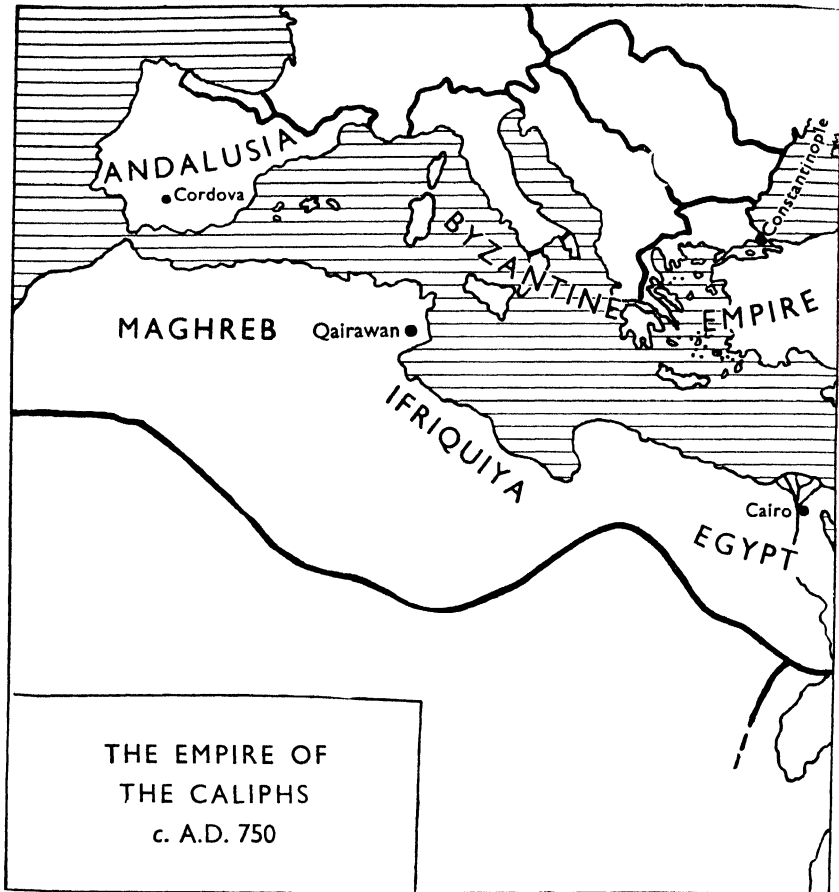 ANDALUSIA
Cordova
BYZANTINE
EMPIRE
Constantinople
MAGHREB
Qairawan
IFRIQUIYA
Cairo
EGYPT
THE EMPIRE OF
THE CALIPHS
c. A.D. 750